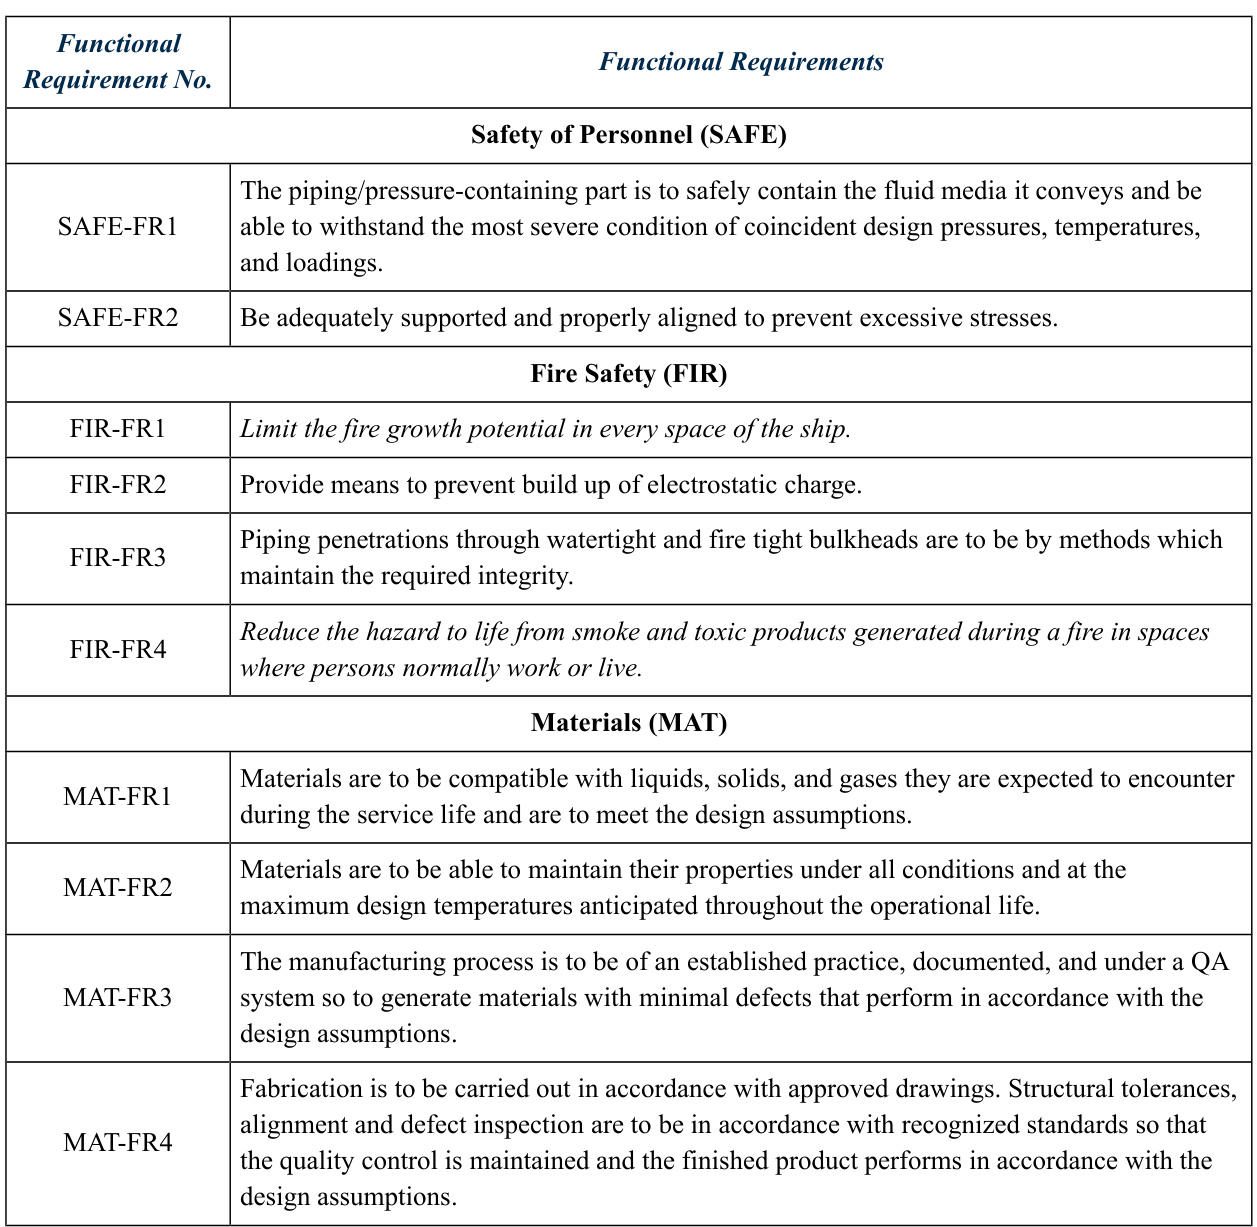 Functional
Requirement No.
Functional Requirements
Safety of Personnel (SAFE)
SAFE-FR1
The piping/pressure-containing part is to safely contain the fluid media it conveys and be
able to withstand the most severe condition of coincident design pressures, temperatures,
and loadings.
SAFE-FR2
Be adequately supported and properly aligned to prevent excessive stresses.
Fire Safety (FIR)
FIR-FR1
Limit the fire growth potential in every space of the ship.
FIR-FR2
Provide means to prevent build up of electrostatic charge.
FIR-FR3
Piping penetrations through watertight and fire tight bulkheads are to be by methods which
maintain the required integrity.
FIR-FR4
Reduce the hazard to life from smoke and toxic products generated during a fire in spaces
where persons normally work or live.
Materials (MAT)
MAT-FR1
Materials are to be compatible with liquids, solids, and gases they are expected to encounter
during the service life and are to meet the design assumptions.
MAT-FR2
Materials are to be able to maintain their properties under all conditions and at the
maximum design temperatures anticipated throughout the operational life.
MAT-FR3
The manufacturing process is to be of an established practice, documented, and under a QA
system so to generate materials with minimal defects that perform in accordance with the
design assumptions.
MAT-FR4
Fabrication is to be carried out in accordance with approved drawings. Structural tolerances,
alignment and defect inspection are to be in accordance with recognized standards so that
the quality control is maintained and the finished product performs in accordance with the
design assumptions.